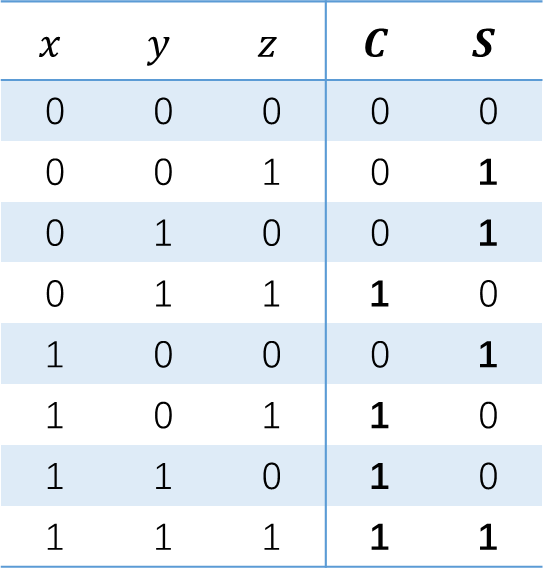 x y z C S
0 0 0 0 0
0 0 1 0 1
0 1 0 0 1
0 1 1 1 0
1 0 0 0 1
1 0 1 1 0
1 1 0 1 0
1 1 1 1 1